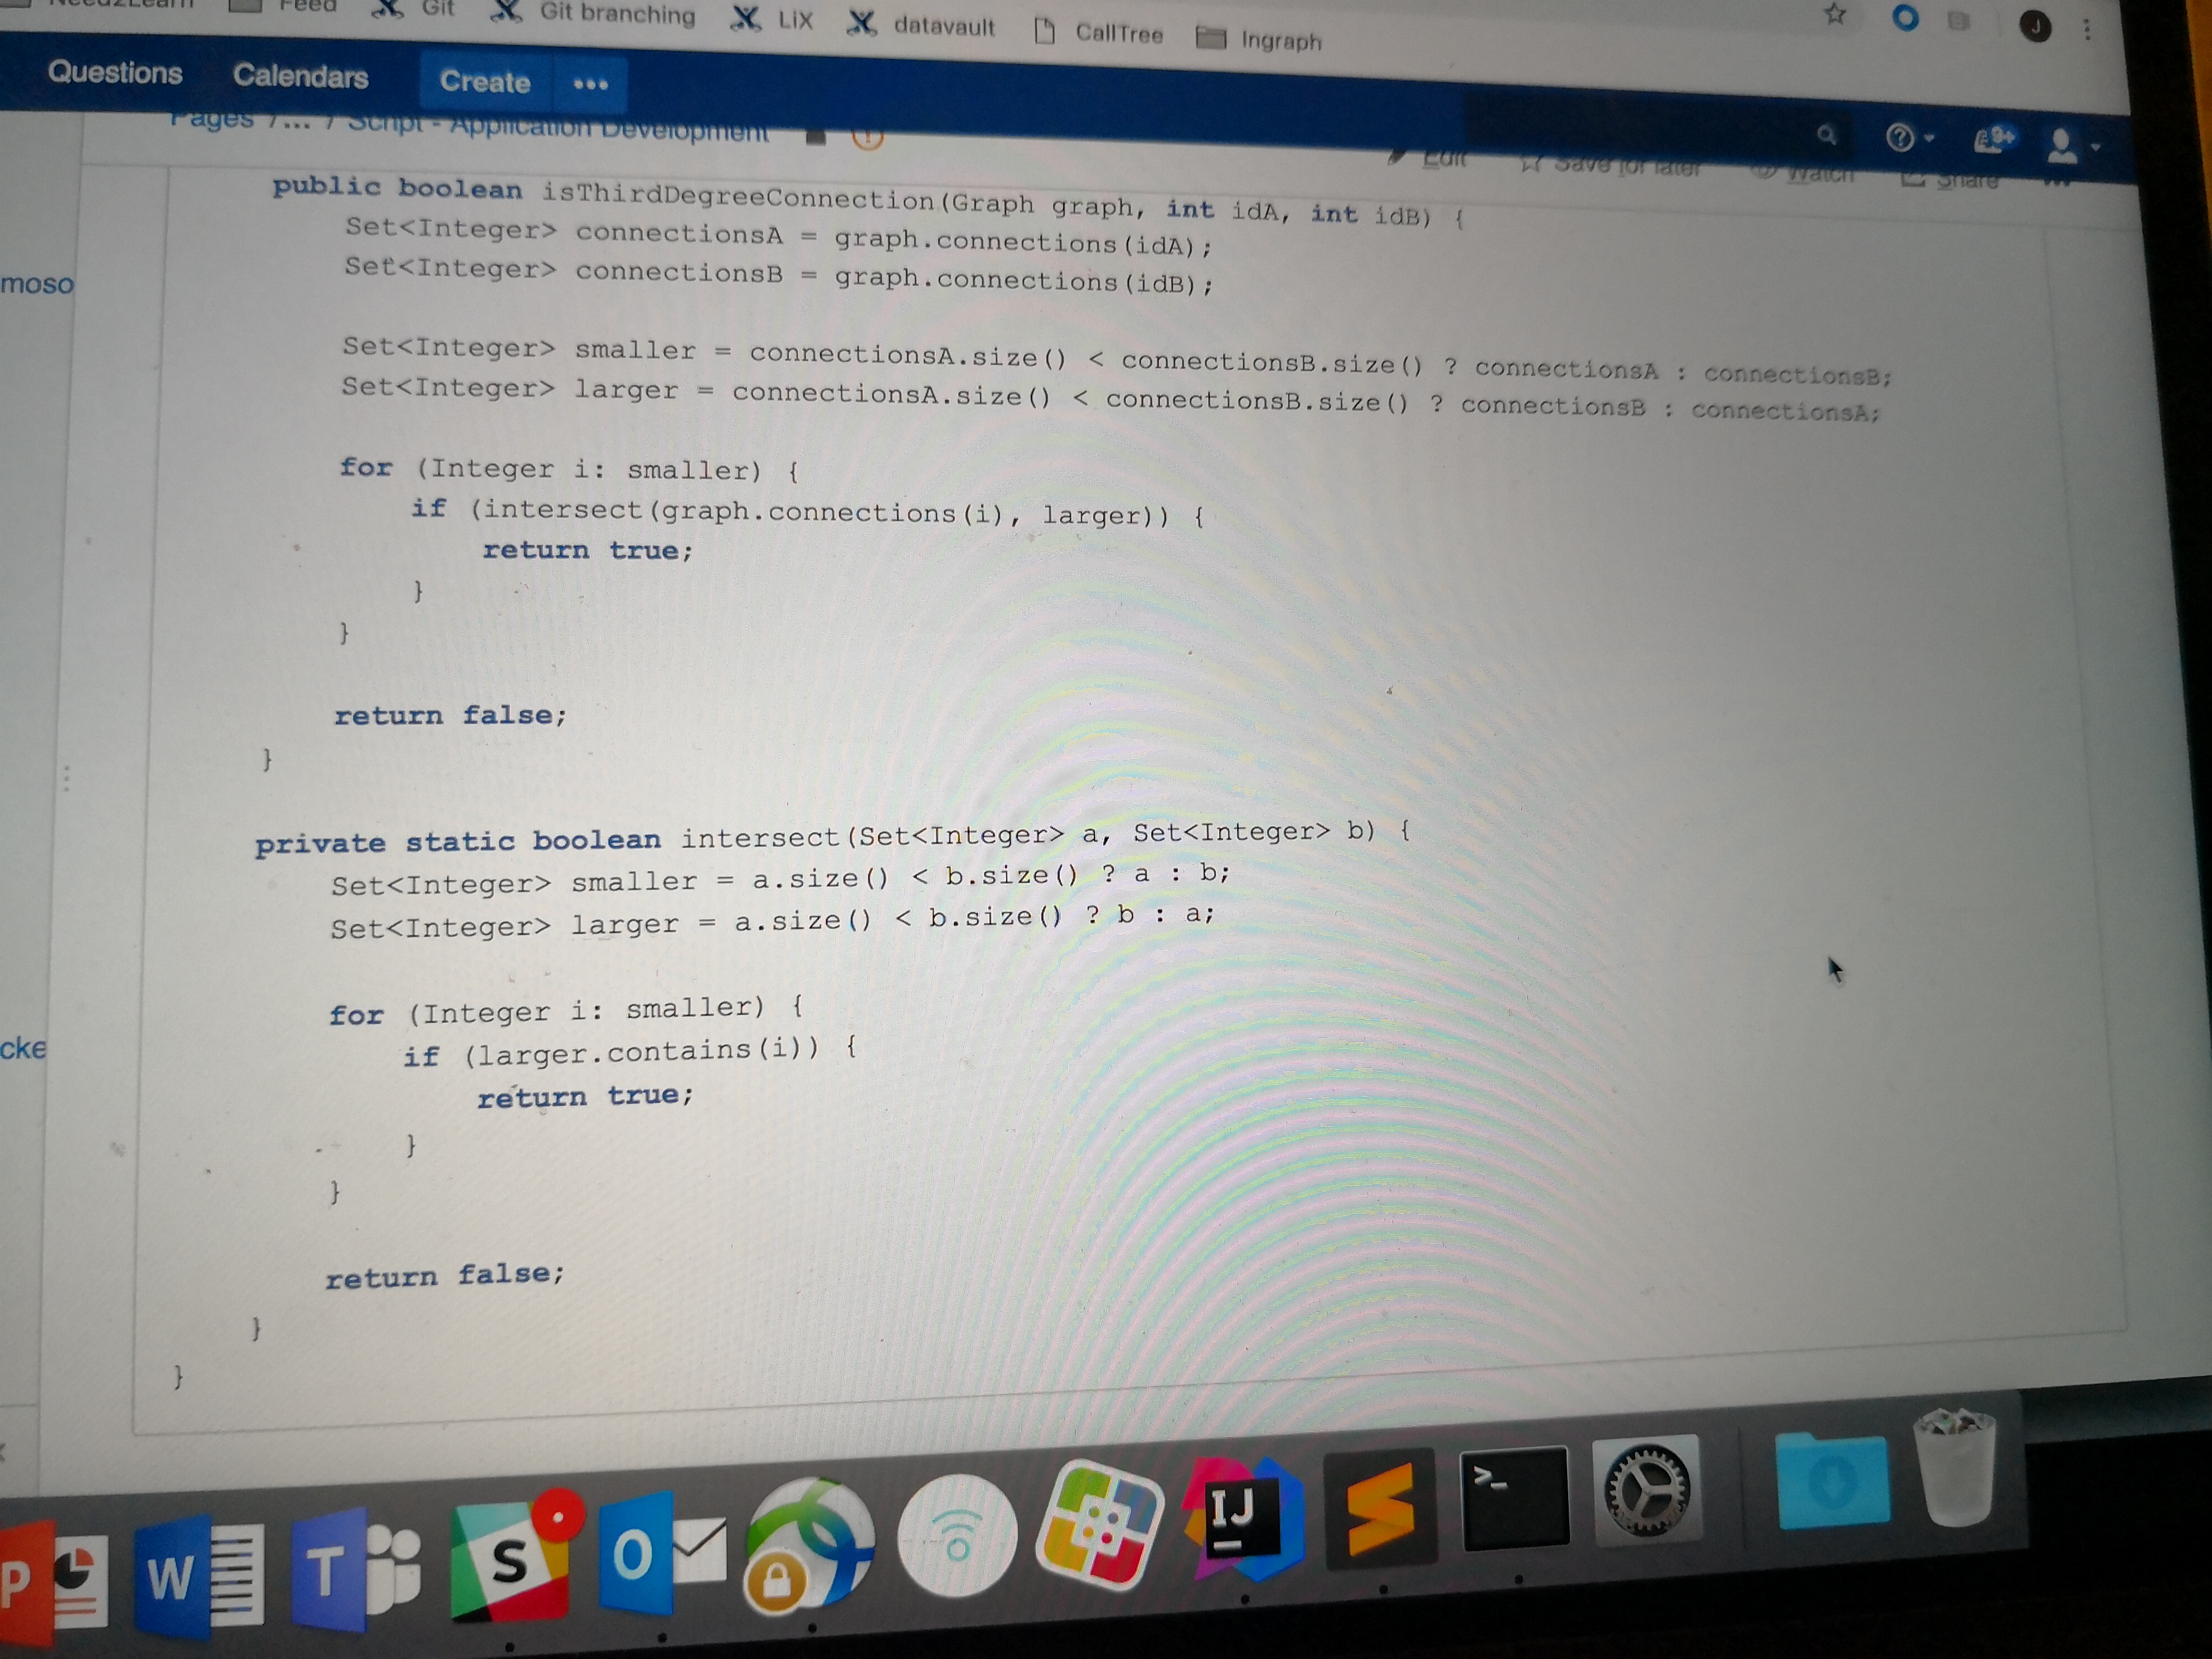 Need2Learn Feed Git Git branching LiX datavault CallTree Ingraph J
Questions Calendars Create ••• ? 9+
Pages /... / Script - Application Development
Edit Save for later Watch Share
public boolean isThirdDegreeConnection(Graph graph, int idA, int idB) {
Set<Integer> connectionsA = graph.connections(idA);
Set<Integer> connectionsB = graph.connections(idB);
moso
Set<Integer> smaller = connectionsA.size() < connectionsB.size() ? connectionsA : connectionsB;
Set<Integer> larger = connectionsA.size() < connectionsB.size() ? connectionsB : connectionsA;
for (Integer i: smaller) {
if (intersect(graph.connections(i), larger)) {
return true;
}
}
return false;
}
private static boolean intersect(Set<Integer> a, Set<Integer> b) {
Set<Integer> smaller = a.size() < b.size() ? a : b;
Set<Integer> larger = a.size() < b.size() ? b : a;
for (Integer i: smaller) {
if (larger.contains(i)) {
cke
return true;
}
}
return false;
}
}
P W T S O IJ >_